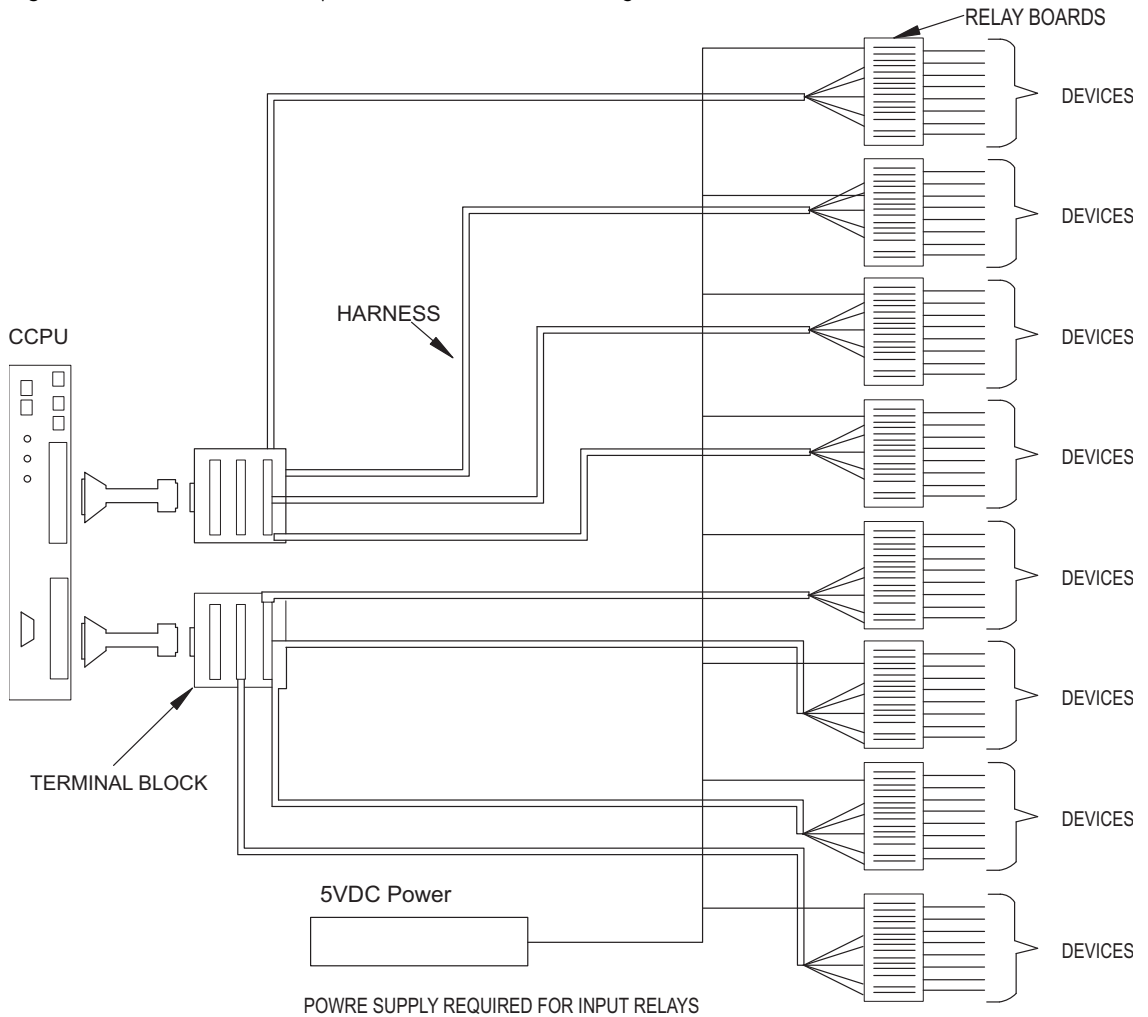 RELAY BOARDS
DEVICES
DEVICES
HARNESS
CCPU
DEVICES
DEVICES
DEVICES
DEVICES
TERMINAL BLOCK
DEVICES
5VDC Power
DEVICES
POWRE SUPPLY REQUIRED FOR INPUT RELAYS